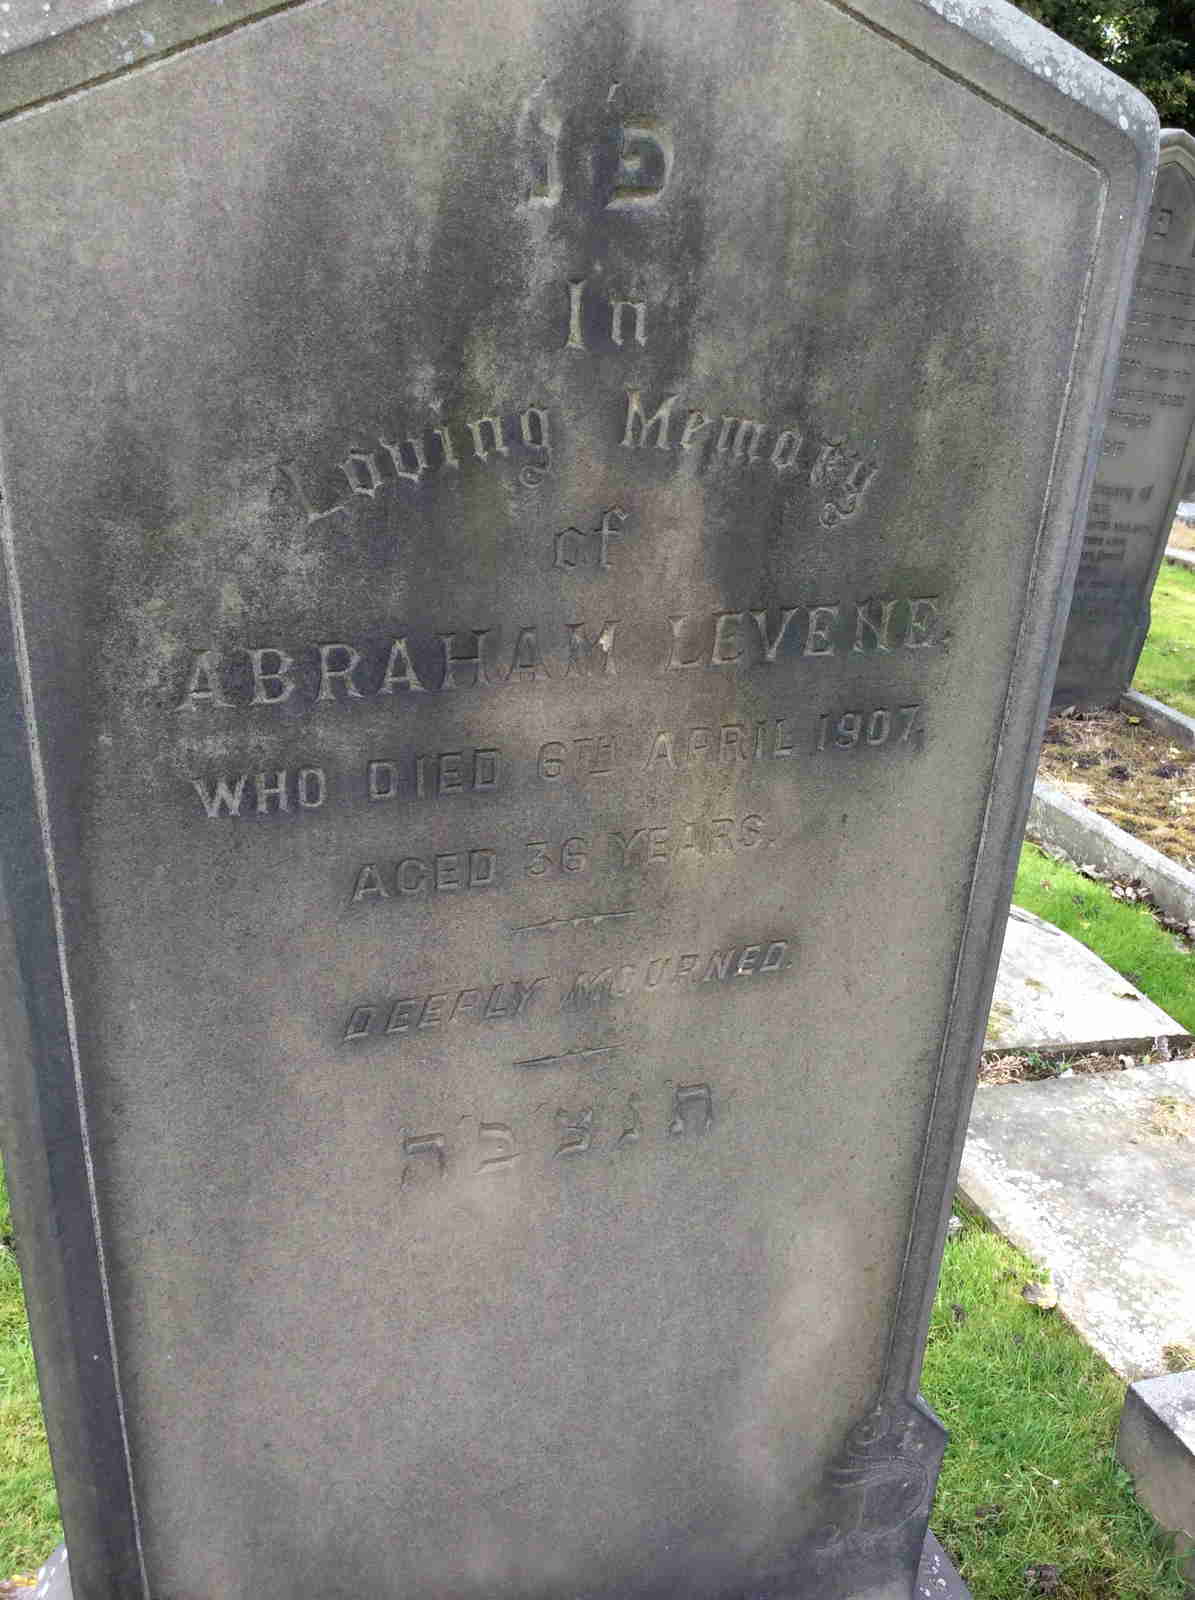 פ׳נ
In
Loving Memory
of
ABRAHAM LEVENE,
WHO DIED 6TH APRIL 1907,
AGED 36 YEARS.
DEEPLY MOURNED.
ת׳נ׳צ׳ב׳ה